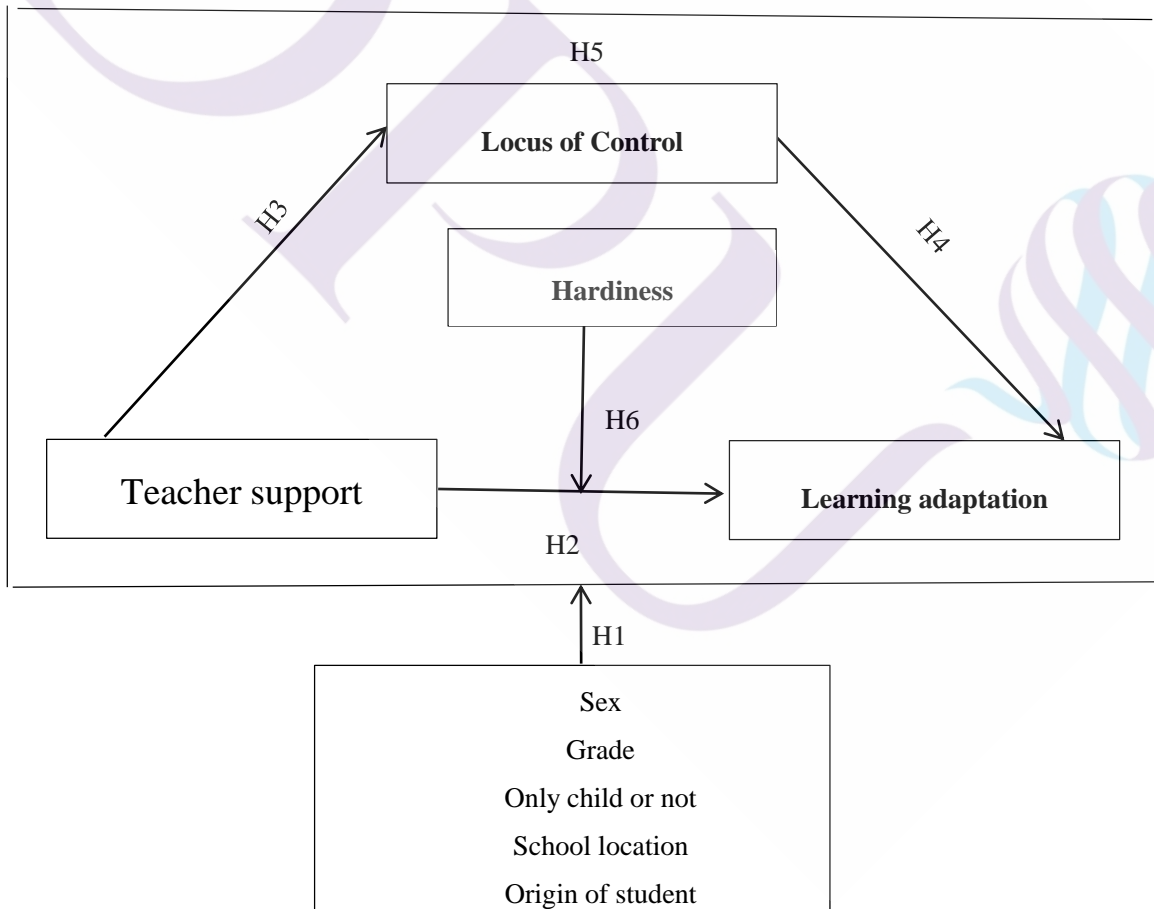 H5
Locus of Control
H3
H4
Hardiness
H6
Teacher support
Learning adaptation
H2
H1
Sex
Grade
Only child or not
School location
Origin of student